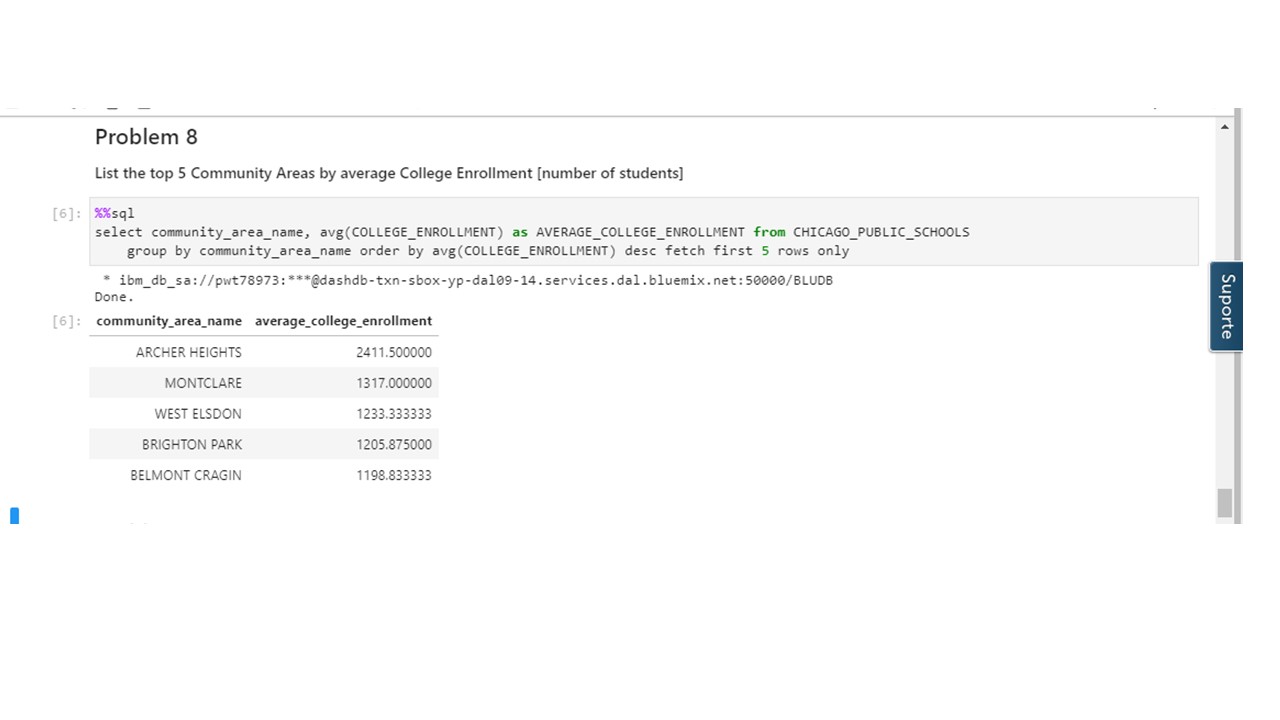 Problem 8
List the top 5 Community Areas by average College Enrollment [number of students]
[6]: %%sql
select community_area_name, avg(COLLEGE_ENROLLMENT) as AVERAGE_COLLEGE_ENROLLMENT from CHICAGO_PUBLIC_SCHOOLS
group by community_area_name order by avg(COLLEGE_ENROLLMENT) desc fetch first 5 rows only
* ibm_db_sa://pwt78973:***@dashdb-txn-sbox-yp-dal09-14.services.dal.bluemix.net:50000/BLUDB
Done.
[6]: community_area_name average_college_enrollment
ARCHER HEIGHTS 2411.500000
MONTCLARE 1317.000000
WEST ELSDON 1233.333333
BRIGHTON PARK 1205.875000
BELMONT CRAGIN 1198.833333
Suporte